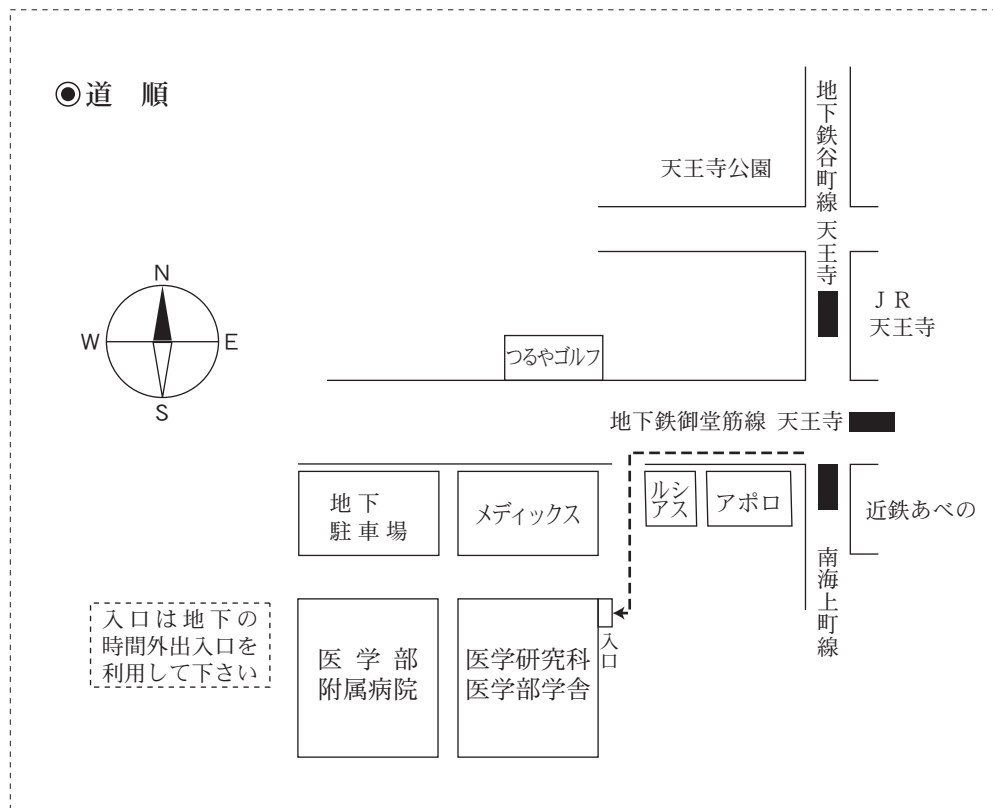 ◉道　順
地下鉄谷町線 天王寺
天王寺公園
N
W E
S
ＪＲ
天王寺
つるやゴルフ
地下鉄御堂筋線 天王寺
地下
駐車場
メディックス
ルシ
アス
アポロ
近鉄あべの
南海上町線
入口は地下の
時間外出入口を
利用して下さい
医学部
附属病院
医学研究科
医学部学舎
入口